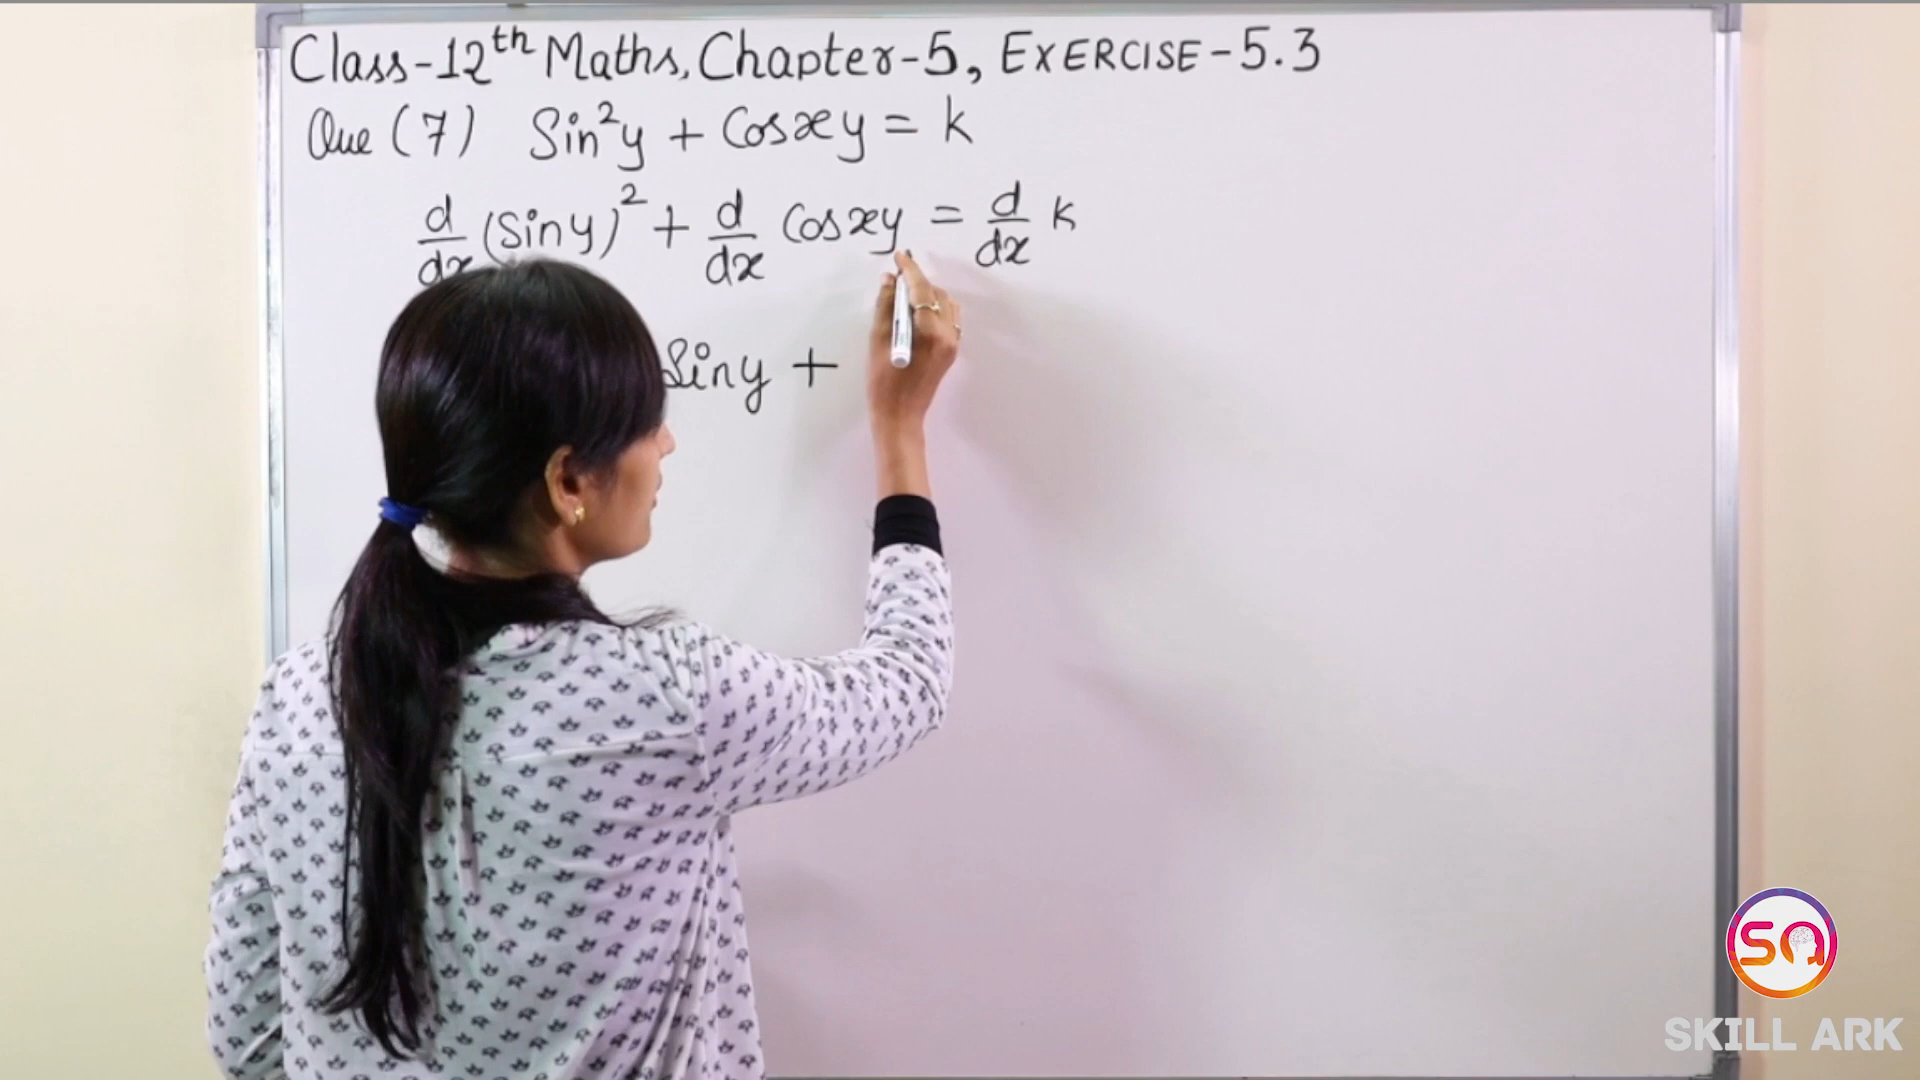 Class-12th Maths, Chapter-5, EXERCISE-5.3
Que (7) Sin²y + Cosxy = k
d/dx (Siny)² + d/dx Cosxy = d/dx k
Siny +
SA
SKILL ARK